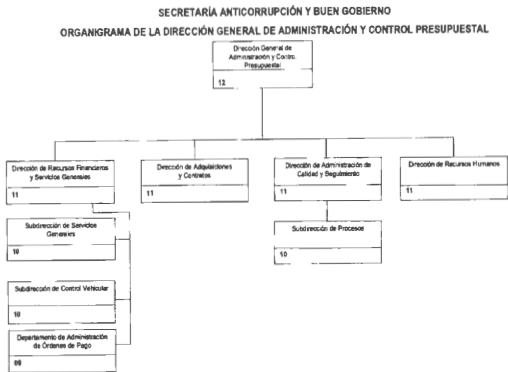 SECRETARÍA ANTICORRUPCIÓN Y BUEN GOBIERNO
ORGANIGRAMA DE LA DIRECCIÓN GENERAL DE ADMINISTRACIÓN Y CONTROL PRESUPUESTAL
Dirección General de
Administración y Control
Presupuestal
12
Dirección de Recursos Financieros
y Servicios Generales
11
Dirección de Adquisiciones
y Contratos
11
Dirección de Administración de
Calidad y Seguimiento
11
Dirección de Recursos Humanos
11
Subdirección de Servicios
Generales
10
Subdirección de Procesos
10
Subdirección de Control Vehicular
10
Departamento de Administración
de Órdenes de Pago
09